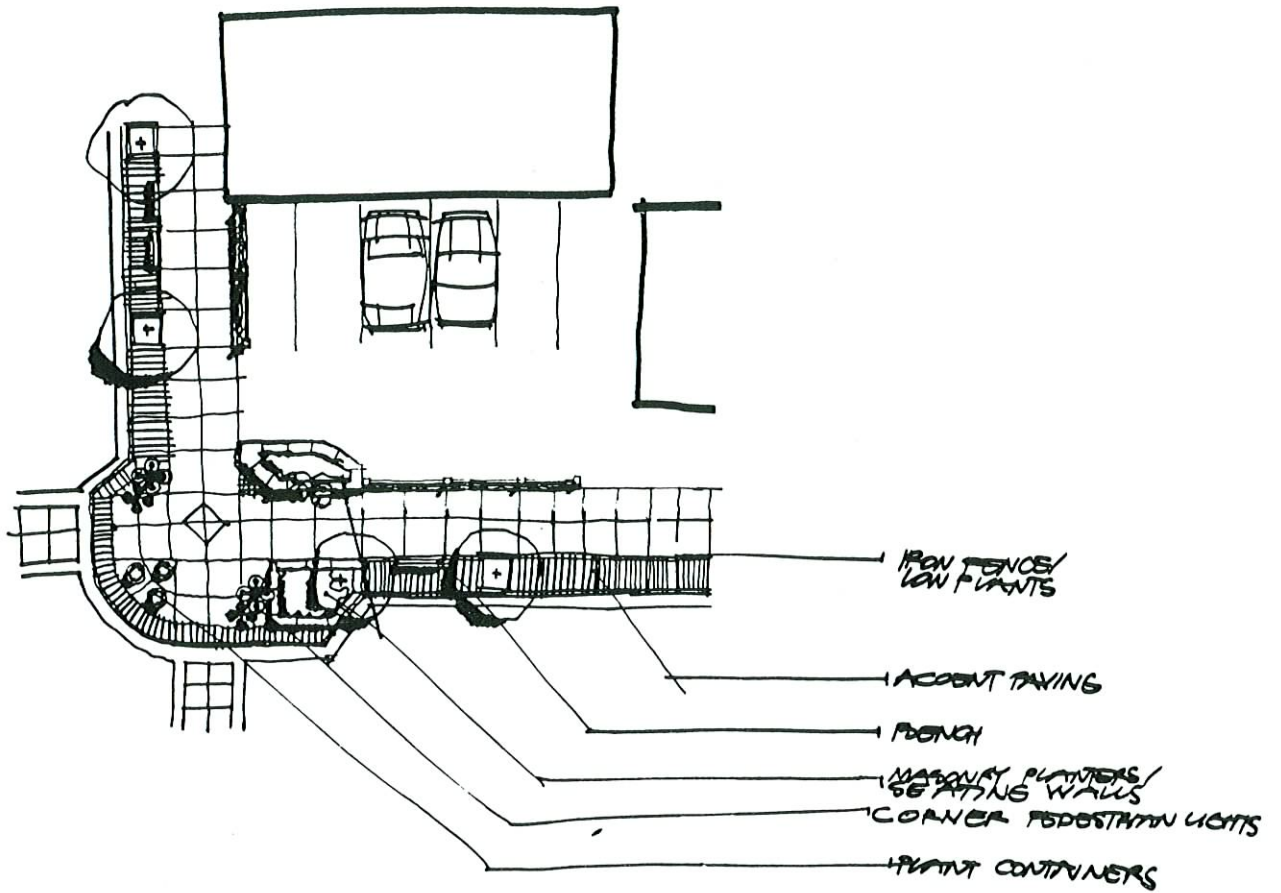 IRON FENCE/
LOW PLANTS
ACCENT PAVING
BENCH
MASONRY PLANTERS/
SEATING WALLS
CORNER PEDESTRIAN LIGHTS
PLANT CONTAINERS